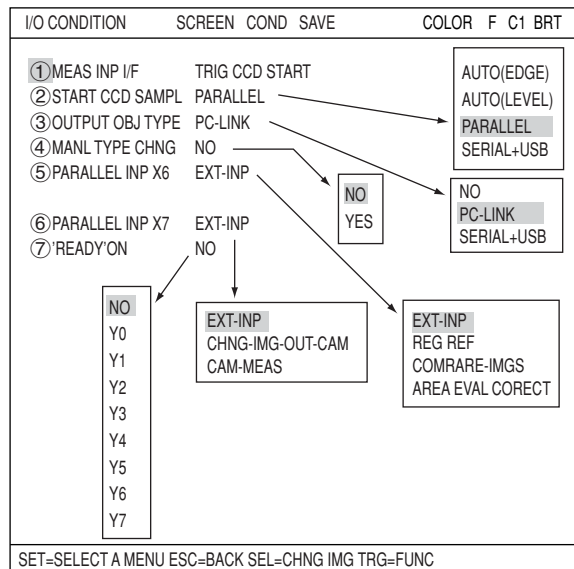 I/O CONDITION SCREEN COND SAVE COLOR F C1 BRT
①MEAS INP I/F TRIG CCD START
②START CCD SAMPL PARALLEL
③OUTPUT OBJ TYPE PC-LINK
④MANL TYPE CHNG NO
⑤PARALLEL INP X6 EXT-INP
⑥PARALLEL INP X7 EXT-INP
⑦'READY'ON NO
AUTO(EDGE)
AUTO(LEVEL)
PARALLEL
SERIAL+USB
NO
PC-LINK
SERIAL+USB
NO
YES
NO
Y0
Y1
Y2
Y3
Y4
Y5
Y6
Y7
EXT-INP
CHNG-IMG-OUT-CAM
CAM-MEAS
EXT-INP
REG REF
COMRARE-IMGS
AREA EVAL CORECT
SET=SELECT A MENU ESC=BACK SEL=CHNG IMG TRG=FUNC